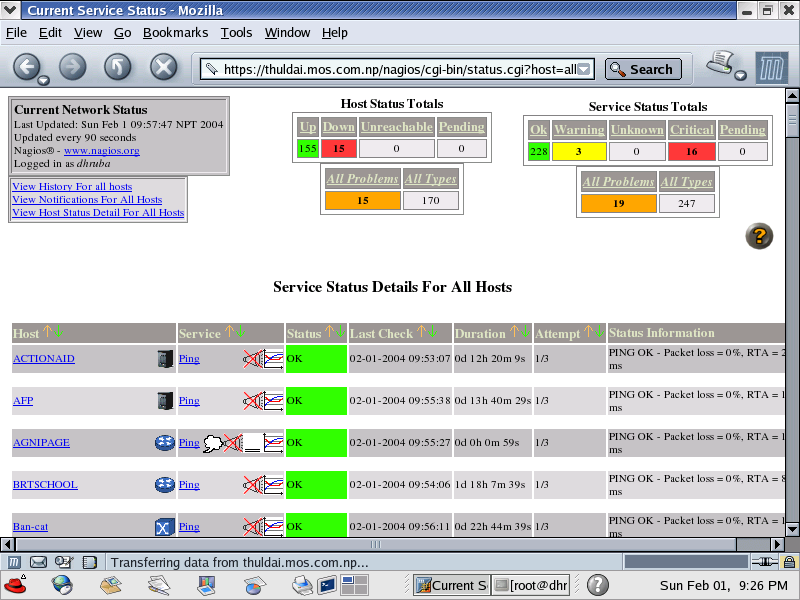 Current Service Status - Mozilla
File Edit View Go Bookmarks Tools Window Help
https://thuldai.mos.com.np/nagios/cgi-bin/status.cgi?host=all
Search
Current Network Status
Last Updated: Sun Feb 1 09:57:47 NPT 2004
Updated every 90 seconds
Nagios® - www.nagios.org
Logged in as dhruba
View History For all hosts
View Notifications For All Hosts
View Host Status Detail For All Hosts
Host Status Totals
Up Down Unreachable Pending
155 15 0 0
All Problems All Types
15 170
Service Status Totals
Ok Warning Unknown Critical Pending
228 3 0 16 0
All Problems All Types
19 247
?
Service Status Details For All Hosts
Host Service Status Last Check Duration Attempt Status Information
ACTIONAID Ping OK 02-01-2004 09:53:07 0d 12h 20m 9s 1/3 PING OK - Packet loss = 0%, RTA = 2
ms
AFP Ping OK 02-01-2004 09:55:38 0d 13h 40m 29s 1/3 PING OK - Packet loss = 0%, RTA = 1
ms
AGNIPAGE Ping OK 02-01-2004 09:55:27 0d 0h 0m 59s 1/3 PING OK - Packet loss = 0%, RTA = 1
ms
BRTSCHOOL Ping OK 02-01-2004 09:54:06 1d 18h 7m 39s 1/3 PING OK - Packet loss = 0%, RTA = 8
ms
Ban-cat Ping OK 02-01-2004 09:56:11 0d 22h 44m 39s 1/3 PING OK - Packet loss = 0%, RTA = 1
ms
Transferring data from thuldai.mos.com.np...
Current S [root@dhr ? Sun Feb 01, 9:26 PM